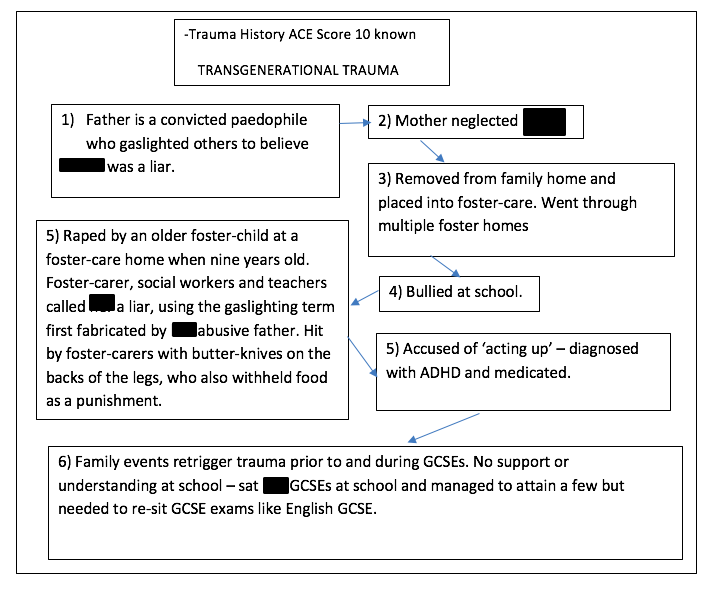 -Trauma History ACE Score 10 known
TRANSGENERATIONAL TRAUMA
1) Father is a convicted paedophile
who gaslighted others to believe
was a liar.
2) Mother neglected
3) Removed from family home and
placed into foster-care. Went through
multiple foster homes
4) Bullied at school.
5) Raped by an older foster-child at a
foster-care home when nine years old.
Foster-carer, social workers and teachers
called a liar, using the gaslighting term
first fabricated by abusive father. Hit
by foster-carers with butter-knives on the
backs of the legs, who also withheld food
as a punishment.
5) Accused of ‘acting up’ – diagnosed
with ADHD and medicated.
6) Family events retrigger trauma prior to and during GCSEs. No support or
understanding at school – sat GCSEs at school and managed to attain a few but
needed to re-sit GCSE exams like English GCSE.